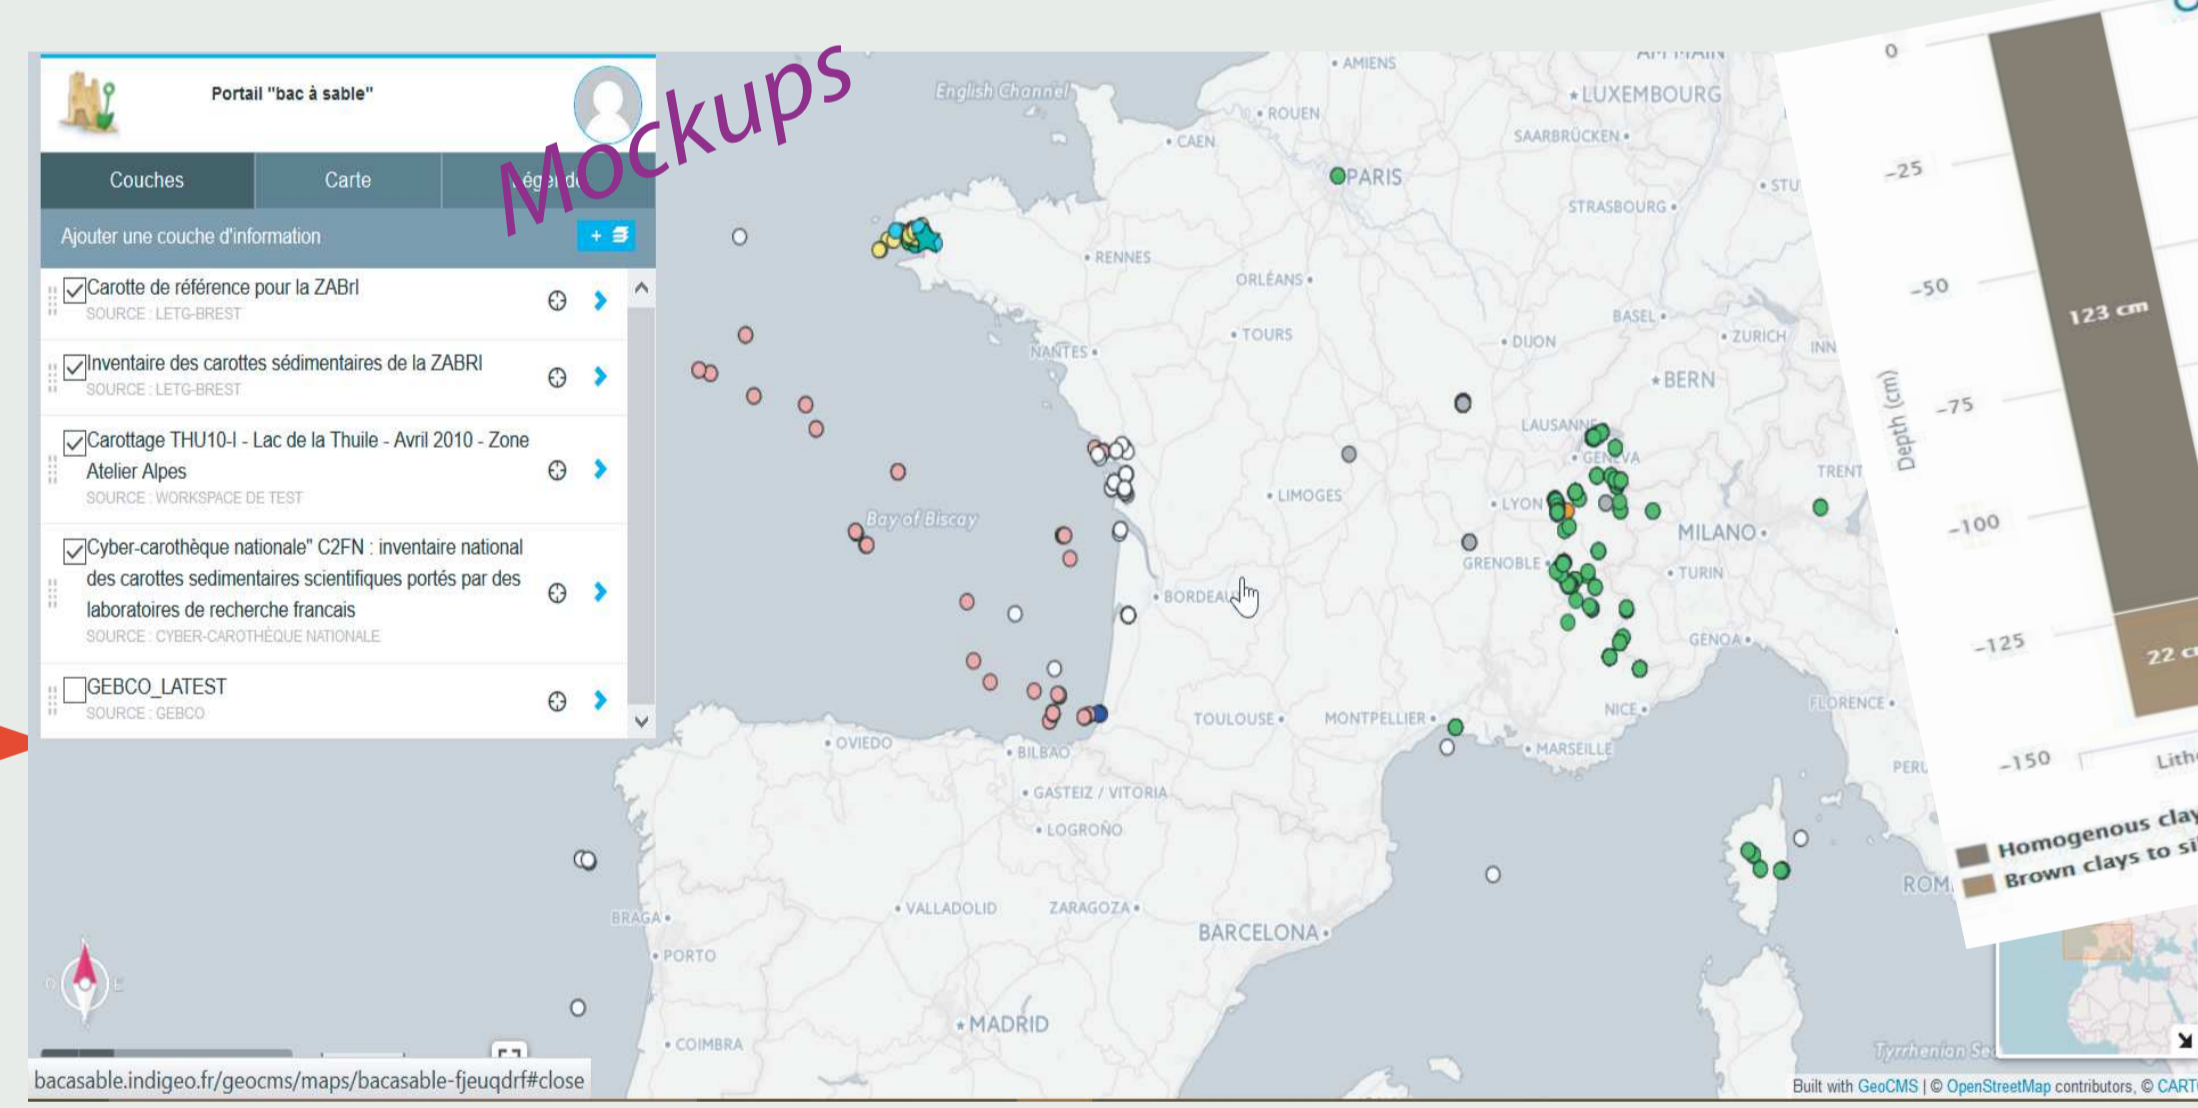 Mockups
Portail "bac à sable"
Couches
Carte
Ajouter une couche d'information
Carotte de référence pour la ZABrI
SOURCE : LETG-BREST
Inventaire des carottes sédimentaires de la ZABRI
SOURCE : LETG-BREST
Carottage THU10-I - Lac de la Thuile - Avril 2010 - Zone
Atelier Alpes
SOURCE : WORKSPACE DE TEST
Cyber-carothèque nationale" C2FN : inventaire national
des carottes sedimentaires scientifiques portés par des
laboratoires de recherche francais
SOURCE : CYBER-CAROTHÈQUE NATIONALE
GEBCO_LATEST
SOURCE : GEBCO
bacasable.indigeo.fr/geocms/maps/bacasable-fjeuqdrf#close
English Channel
AMIENS
ROUEN
CAEN
LUXEMBOURG
SAARBRÜCKEN
PARIS
STRASBOURG
RENNES
ORLÉANS
BASEL
ZURICH
TOURS
DIJON
NANTES
BERN
LAUSANNE
GENEVA
LIMOGES
LYON
Bay of Biscay
MILANO
GRENOBLE
TURIN
BORDEAU
GENOA
FLORENCE
NICE
TOULOUSE
MONTPELLIER
MARSEILLE
OVIEDO
BILBAO
GASTEIZ / VITORIA
LOGROÑO
VALLADOLID
ZARAGOZA
BRAGA
BARCELONA
PORTO
MADRID
COIMBRA
Built with GeoCMS | © OpenStreetMap contributors, ©
0
-25
-50
-75
-100
-125
-150
Depth (cm)
123 cm
22
Homogenous
Brown clays to